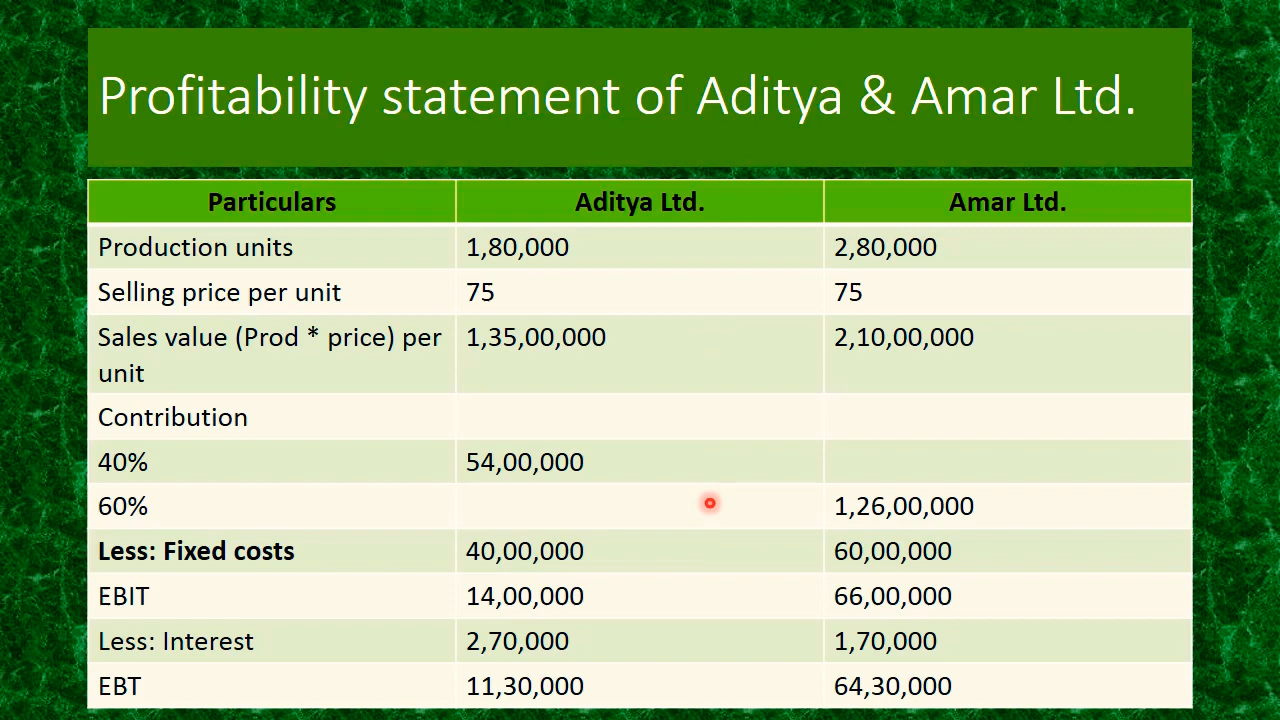 Profitability statement of Aditya & Amar Ltd.
Particulars Aditya Ltd. Amar Ltd.
Production units 1,80,000 2,80,000
Selling price per unit 75 75
Sales value (Prod * price) per 1,35,00,000 2,10,00,000
unit
Contribution
40% 54,00,000
60% 1,26,00,000
Less: Fixed costs 40,00,000 60,00,000
EBIT 14,00,000 66,00,000
Less: Interest 2,70,000 1,70,000
EBT 11,30,000 64,30,000